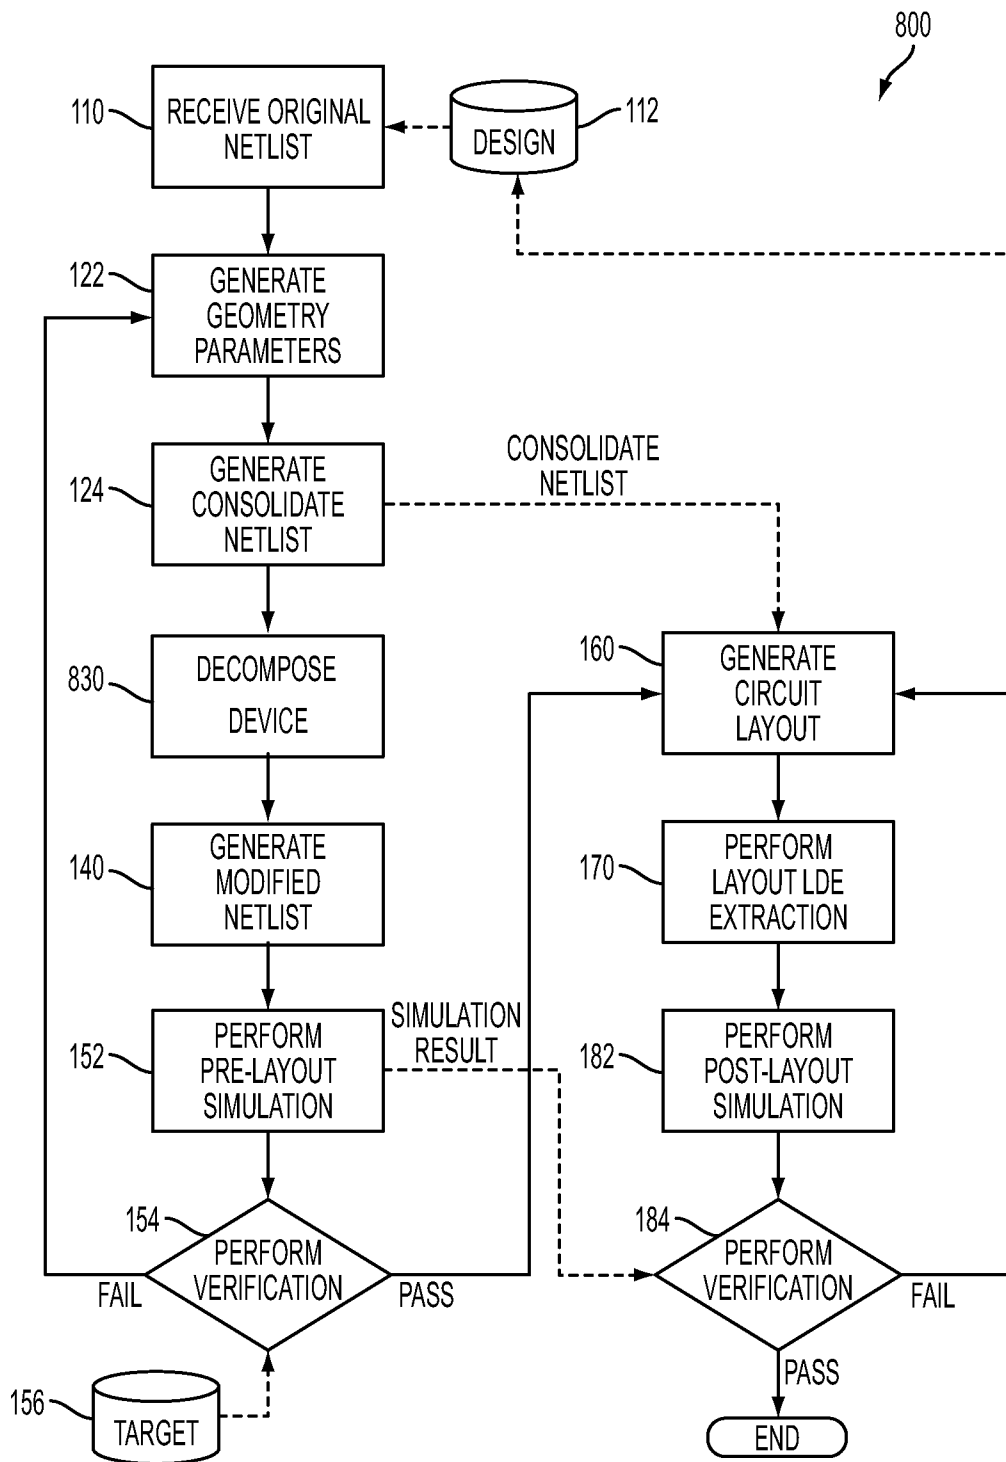 800
110
RECEIVE ORIGINAL
NETLIST
DESIGN
112
122
GENERATE
GEOMETRY
PARAMETERS
124
GENERATE
CONSOLIDATE
NETLIST
CONSOLIDATE
NETLIST
830
DECOMPOSE
DEVICE
160
GENERATE
CIRCUIT
LAYOUT
140
GENERATE
MODIFIED
NETLIST
170
PERFORM
LAYOUT LDE
EXTRACTION
152
PERFORM
PRE-LAYOUT
SIMULATION
SIMULATION
RESULT
182
PERFORM
POST-LAYOUT
SIMULATION
154
PERFORM
VERIFICATION
FAIL
PASS
184
PERFORM
VERIFICATION
FAIL
PASS
156
TARGET
END